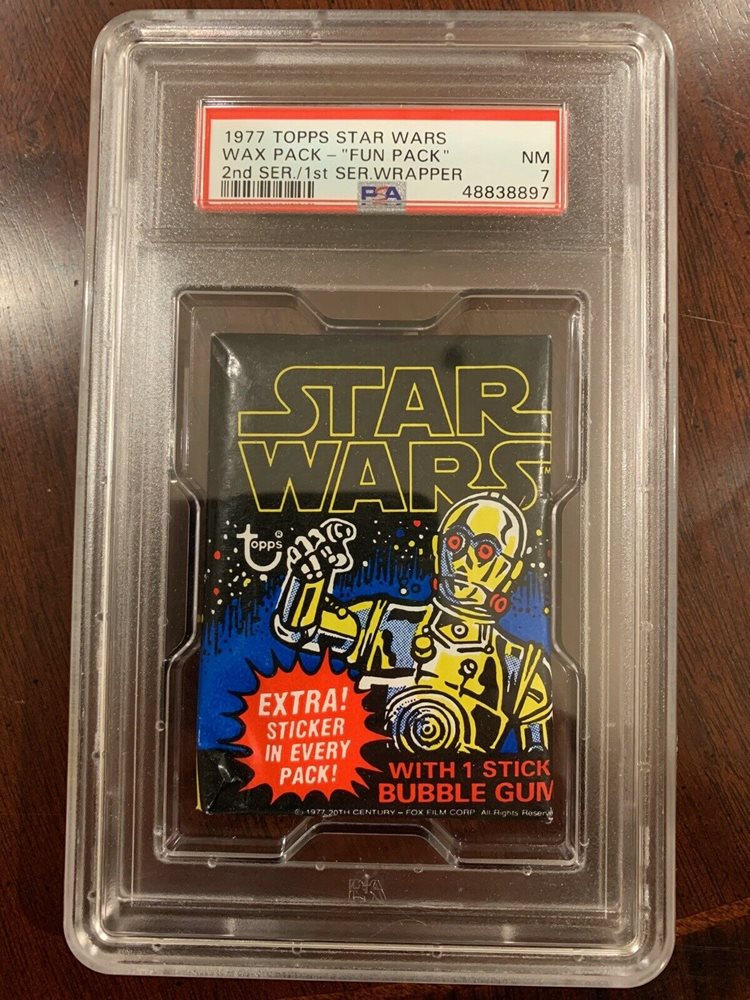 1977 TOPPS STAR WARS
WAX PACK - "FUN PACK" NM
2nd SER./1st SER.WRAPPER 7
PSA 48838897
STAR
WARS™
topps®
EXTRA!
STICKER
IN EVERY
PACK!
WITH 1 STICK
BUBBLE GUM
© 1977 20TH CENTURY – FOX FILM CORP. All Rights Reserv
PSA